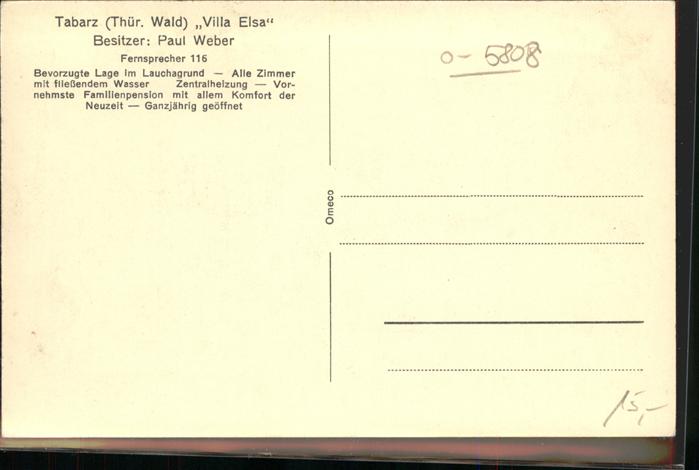 Tabarz (Thür. Wald) „Villa Elsa“
Besitzer: Paul Weber
Fernsprecher 116
Bevorzugte Lage im Lauchagrund — Alle Zimmer
mit fließendem Wasser Zentralheizung — Vor-
nehmste Familienpension mit allem Komfort der
Neuzeit — Ganzjährig geöffnet
o- 5808
Omeco
15,-